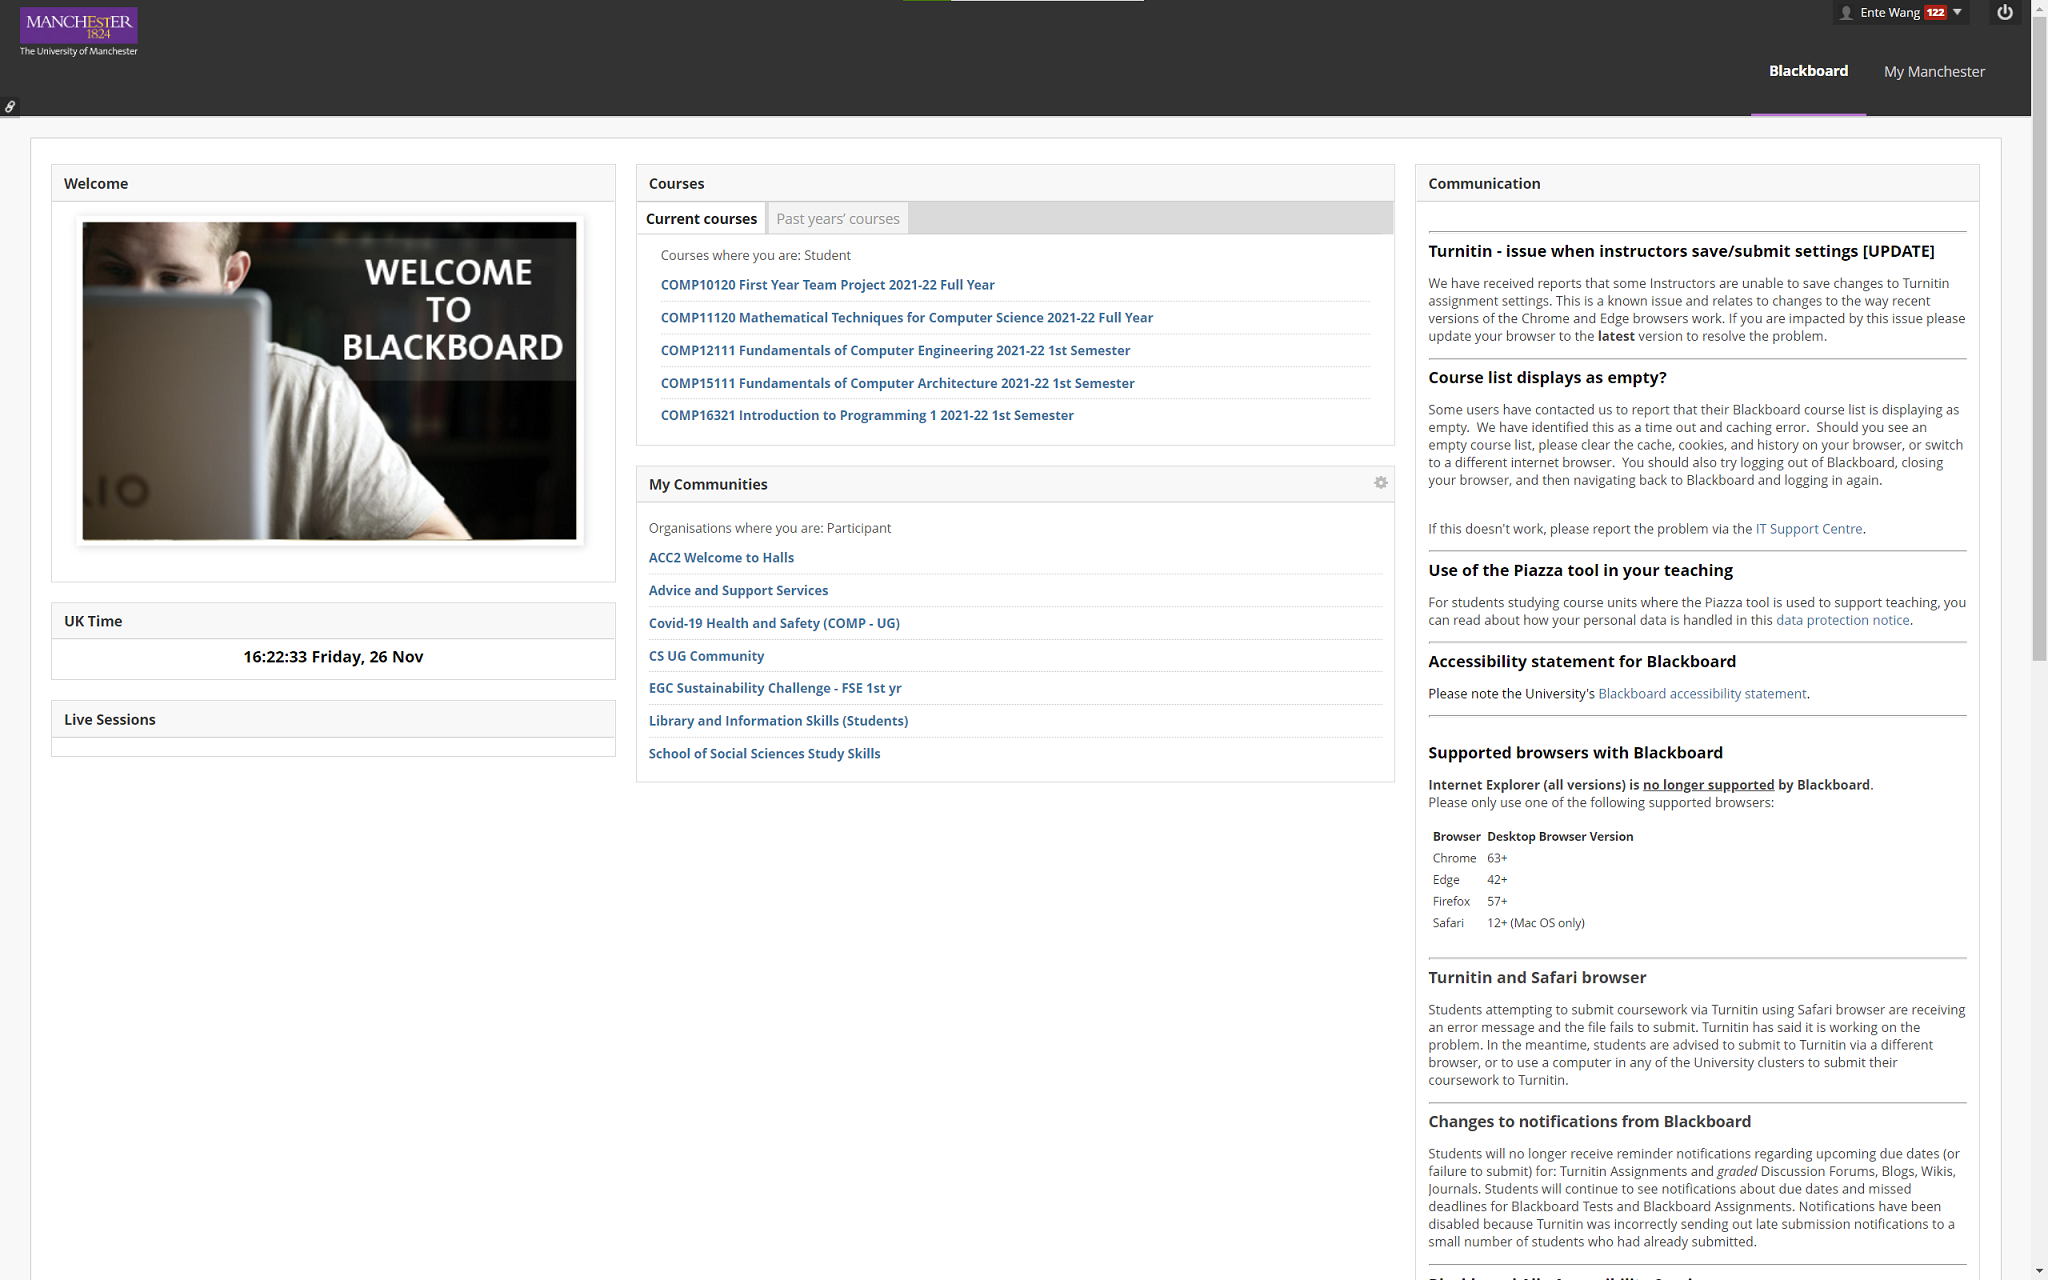 MANCHESTER
1824
The University of Manchester
Ente Wang 122
Blackboard
My Manchester
Welcome
WELCOME
TO
BLACKBOARD
UK Time
16:22:33 Friday, 26 Nov
Live Sessions
Courses
Current courses
Past years' courses
Courses where you are: Student
COMP10120 First Year Team Project 2021-22 Full Year
COMP11120 Mathematical Techniques for Computer Science 2021-22 Full Year
COMP12111 Fundamentals of Computer Engineering 2021-22 1st Semester
COMP15111 Fundamentals of Computer Architecture 2021-22 1st Semester
COMP16321 Introduction to Programming 1 2021-22 1st Semester
My Communities
Organisations where you are: Participant
ACC2 Welcome to Halls
Advice and Support Services
Covid-19 Health and Safety (COMP - UG)
CS UG Community
EGC Sustainability Challenge - FSE 1st yr
Library and Information Skills (Students)
School of Social Sciences Study Skills
Communication
Turnitin - issue when instructors save/submit settings [UPDATE]
We have received reports that some Instructors are unable to save changes to Turnitin
assignment settings. This is a known issue and relates to changes to the way recent
versions of the Chrome and Edge browsers work. If you are impacted by this issue please
update your browser to the latest version to resolve the problem.
Course list displays as empty?
Some users have contacted us to report that their Blackboard course list is displaying as
empty. We have identified this as a time out and caching error. Should you see an
empty course list, please clear the cache, cookies, and history on your browser, or switch
to a different internet browser. You should also try logging out of Blackboard, closing
your browser, and then navigating back to Blackboard and logging in again.
If this doesn't work, please report the problem via the IT Support Centre.
Use of the Piazza tool in your teaching
For students studying course units where the Piazza tool is used to support teaching, you
can read about how your personal data is handled in this data protection notice.
Accessibility statement for Blackboard
Please note the University's Blackboard accessibility statement.
Supported browsers with Blackboard
Internet Explorer (all versions) is no longer supported by Blackboard.
Please only use one of the following supported browsers:
Browser Desktop Browser Version
Chrome 63+
Edge 42+
Firefox 57+
Safari 12+ (Mac OS only)
Turnitin and Safari browser
Students attempting to submit coursework via Turnitin using Safari browser are receiving
an error message and the file fails to submit. Turnitin has said it is working on the
problem. In the meantime, students are advised to submit to Turnitin via a different
browser, or to use a computer in any of the University clusters to submit their
coursework to Turnitin.
Changes to notifications from Blackboard
Students will no longer receive reminder notifications regarding upcoming due dates (or
failure to submit) for: Turnitin Assignments and graded Discussion Forums, Blogs, Wikis,
Journals. Students will continue to see notifications about due dates and missed
deadlines for Blackboard Tests and Blackboard Assignments. Notifications have been
disabled because Turnitin was incorrectly sending out late submission notifications to a
small number of students who had already submitted.